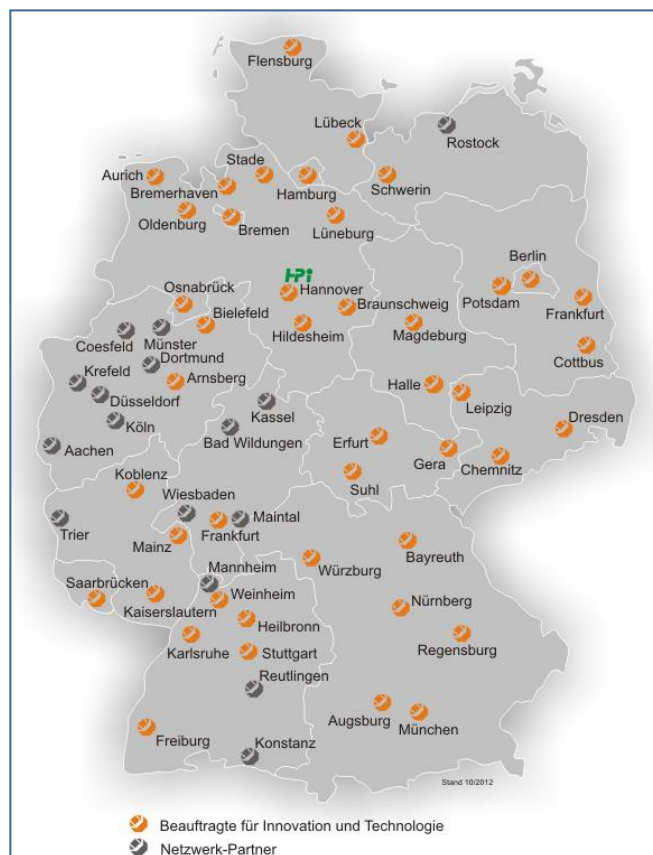 Flensburg
Lübeck
Rostock
Stade
Aurich
Bremerhaven
Hamburg
Schwerin
Oldenburg
Bremen
Lüneburg
Berlin
HPi
Osnabrück
Hannover
Potsdam
Bielefeld
Braunschweig
Frankfurt
Hildesheim
Magdeburg
Coesfeld
Münster
Dortmund
Cottbus
Krefeld
Arnsberg
Halle
Düsseldorf
Leipzig
Kassel
Dresden
Köln
Bad Wildungen
Erfurt
Aachen
Gera
Chemnitz
Koblenz
Suhl
Wiesbaden
Trier
Frankfurt
Maintal
Mainz
Bayreuth
Mannheim
Würzburg
Saarbrücken
Weinheim
Kaiserslautern
Nürnberg
Heilbronn
Karlsruhe
Stuttgart
Regensburg
Reutlingen
Augsburg
München
Freiburg
Konstanz
Stand 10/2012
Beauftragte für Innovation und Technologie
Netzwerk-Partner